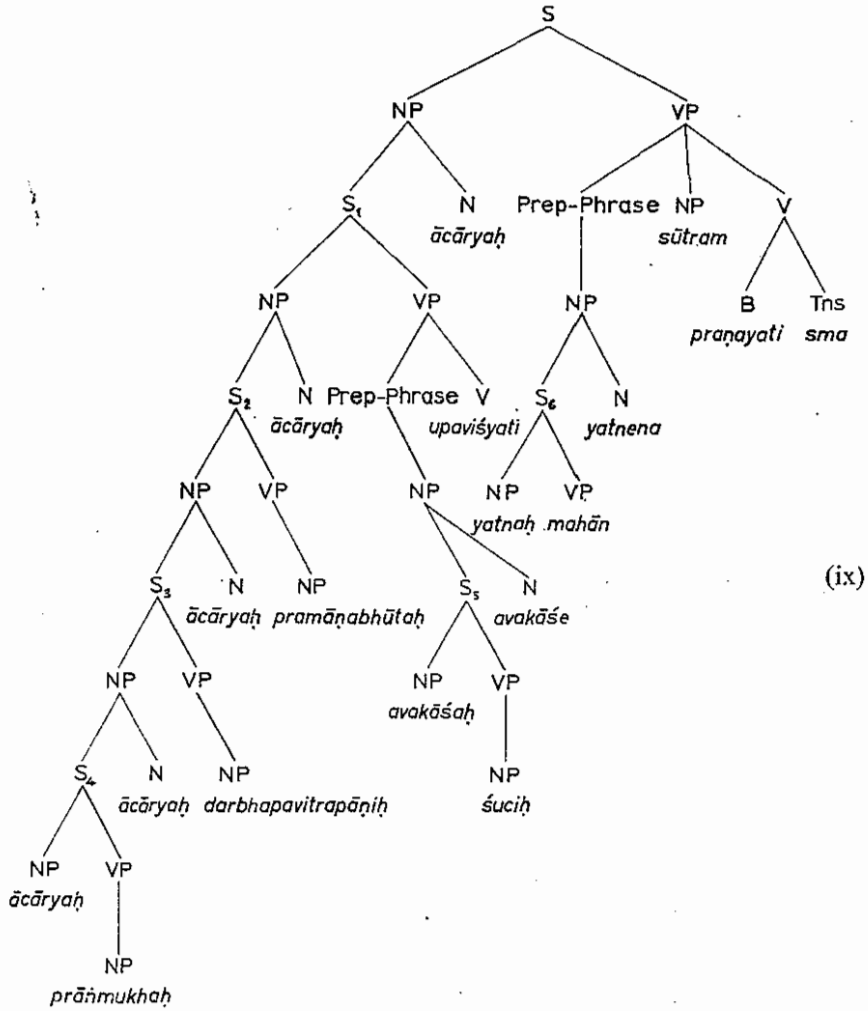 S
NP VP
S₁ N Prep-Phrase NP V
ācāryaḥ sūtram
NP VP NP B Tns
praṇayati sma
S₂ N Prep-Phrase V S₆ N
ācāryaḥ upaviśyati yatnena
NP VP NP NP VP
yatnaḥ mahān
S₃ N NP S₅ N (ix)
ācāryaḥ pramāṇabhūtaḥ avakāśe
NP VP NP VP
avakāśaḥ
S₄ N NP NP
ācāryaḥ darbhapavitrapāṇiḥ śuciḥ
NP VP
ācāryaḥ
NP
prāṅmukhaḥ